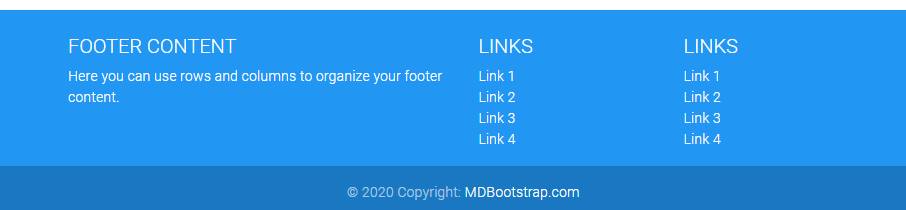 FOOTER CONTENT
Here you can use rows and columns to organize your footer
content.
LINKS
Link 1
Link 2
Link 3
Link 4
LINKS
Link 1
Link 2
Link 3
Link 4
© 2020 Copyright: MDBootstrap.com